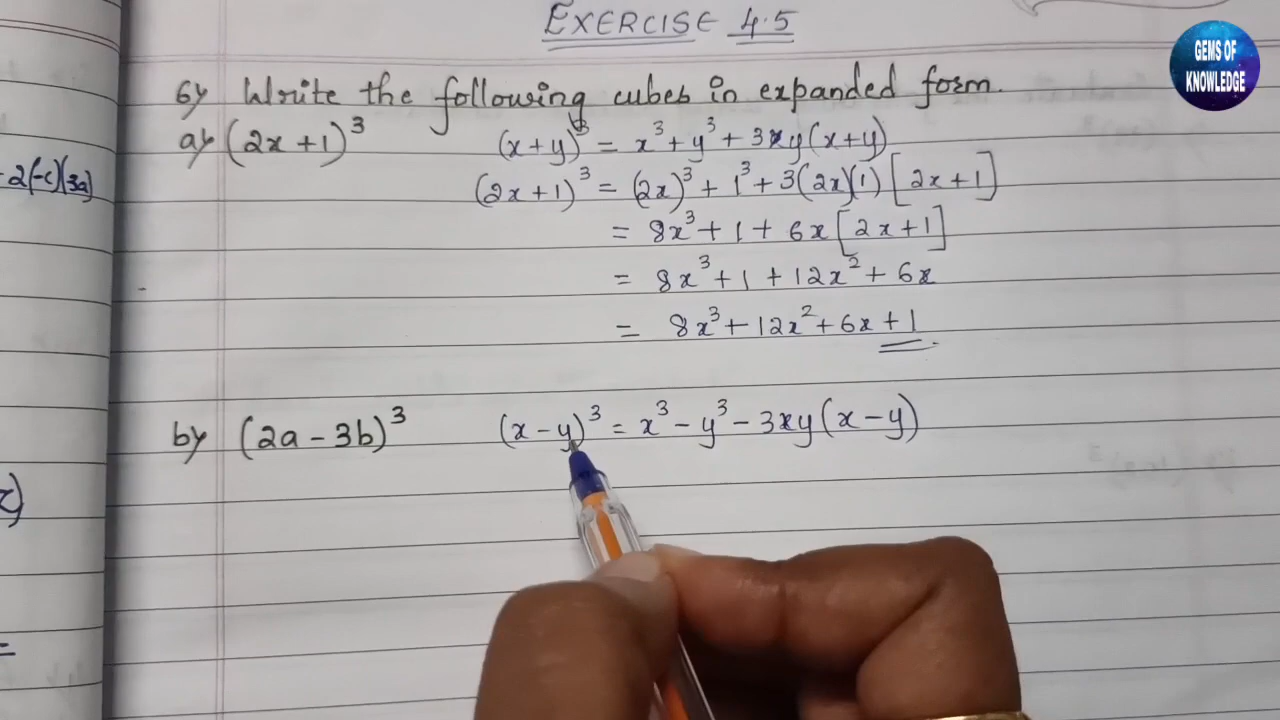 EXERCISE 4.5
GEMS OF
KNOWLEDGE
6) Write the following cubes in expanded form.
a) (2x + 1)³ (x + y)³ = x³ + y³ + 3xy(x + y)
-2(-c)(3a)
(2x + 1)³ = (2x)³ + 1³ + 3(2x)(1)[2x + 1]
= 8x³ + 1 + 6x[2x + 1]
= 8x³ + 1 + 12x² + 6x
= 8x³ + 12x² + 6x + 1
b) (2a - 3b)³ (x - y)³ = x³ - y³ - 3xy(x - y)
=